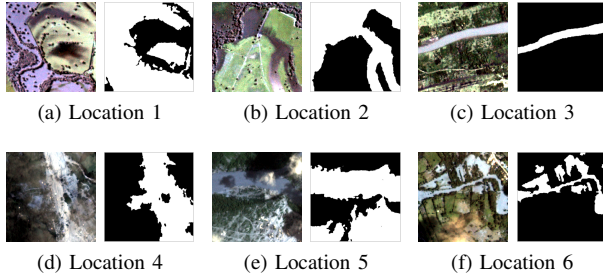 (a) Location 1
(b) Location 2
(c) Location 3
(d) Location 4
(e) Location 5
(f) Location 6